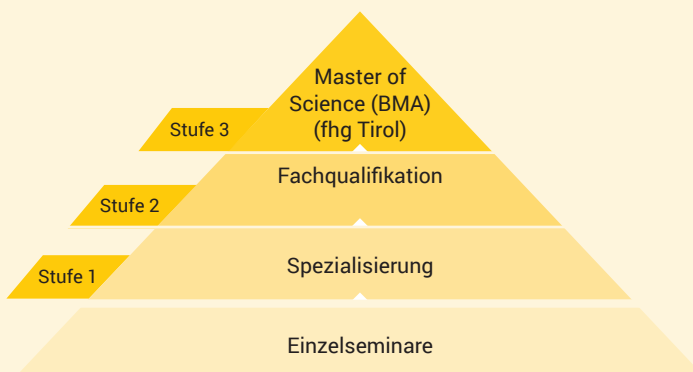 Master of
Science (BMA)
(fhg Tirol)
Stufe 3
Fachqualifikation
Stufe 2
Spezialisierung
Stufe 1
Einzelseminare